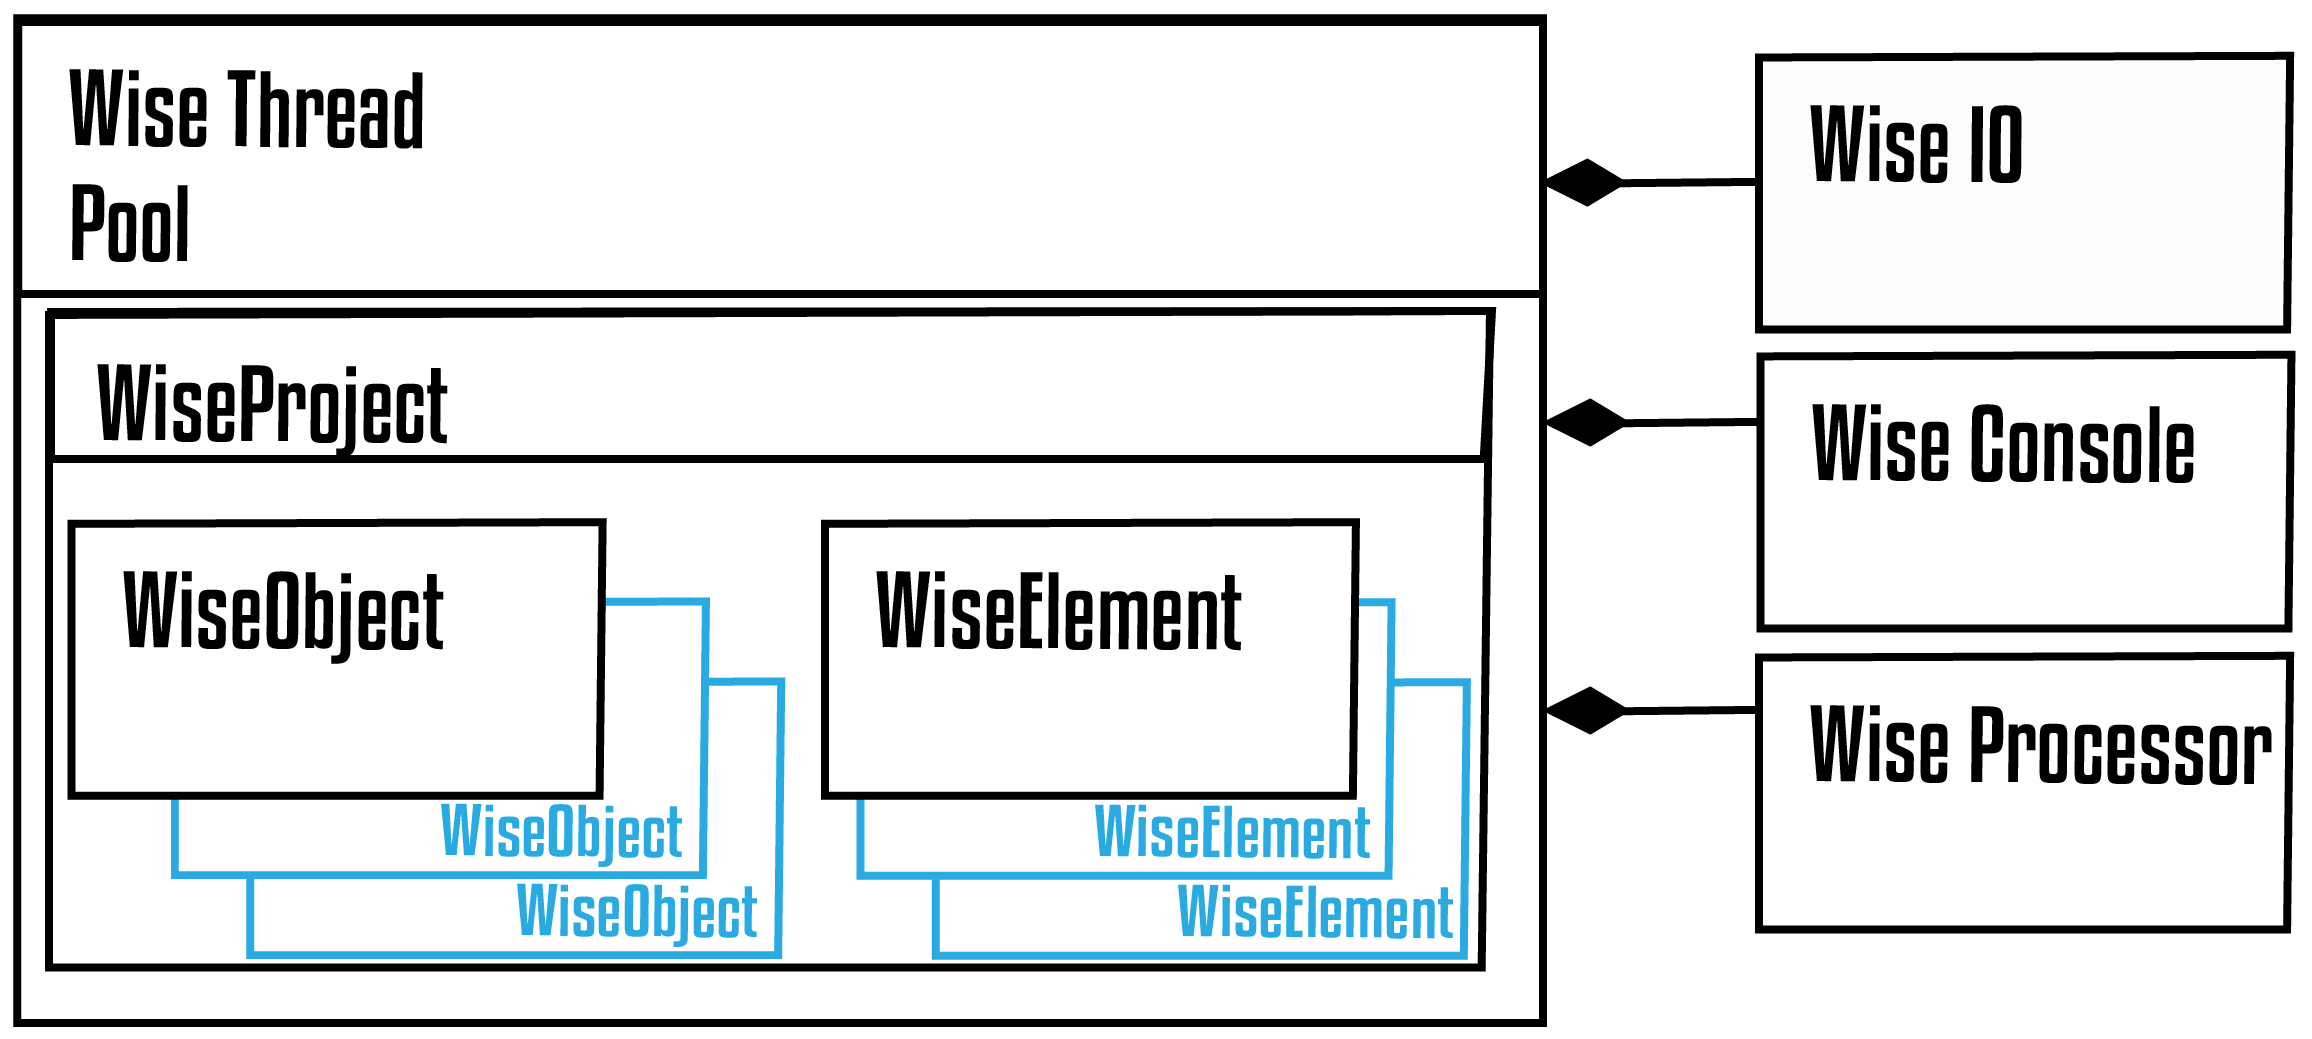 Wise Thread
Pool
WiseProject
WiseObject
WiseObject
WiseObject
WiseElement
WiseElement
WiseElement
Wise IO
Wise Console
Wise Processor